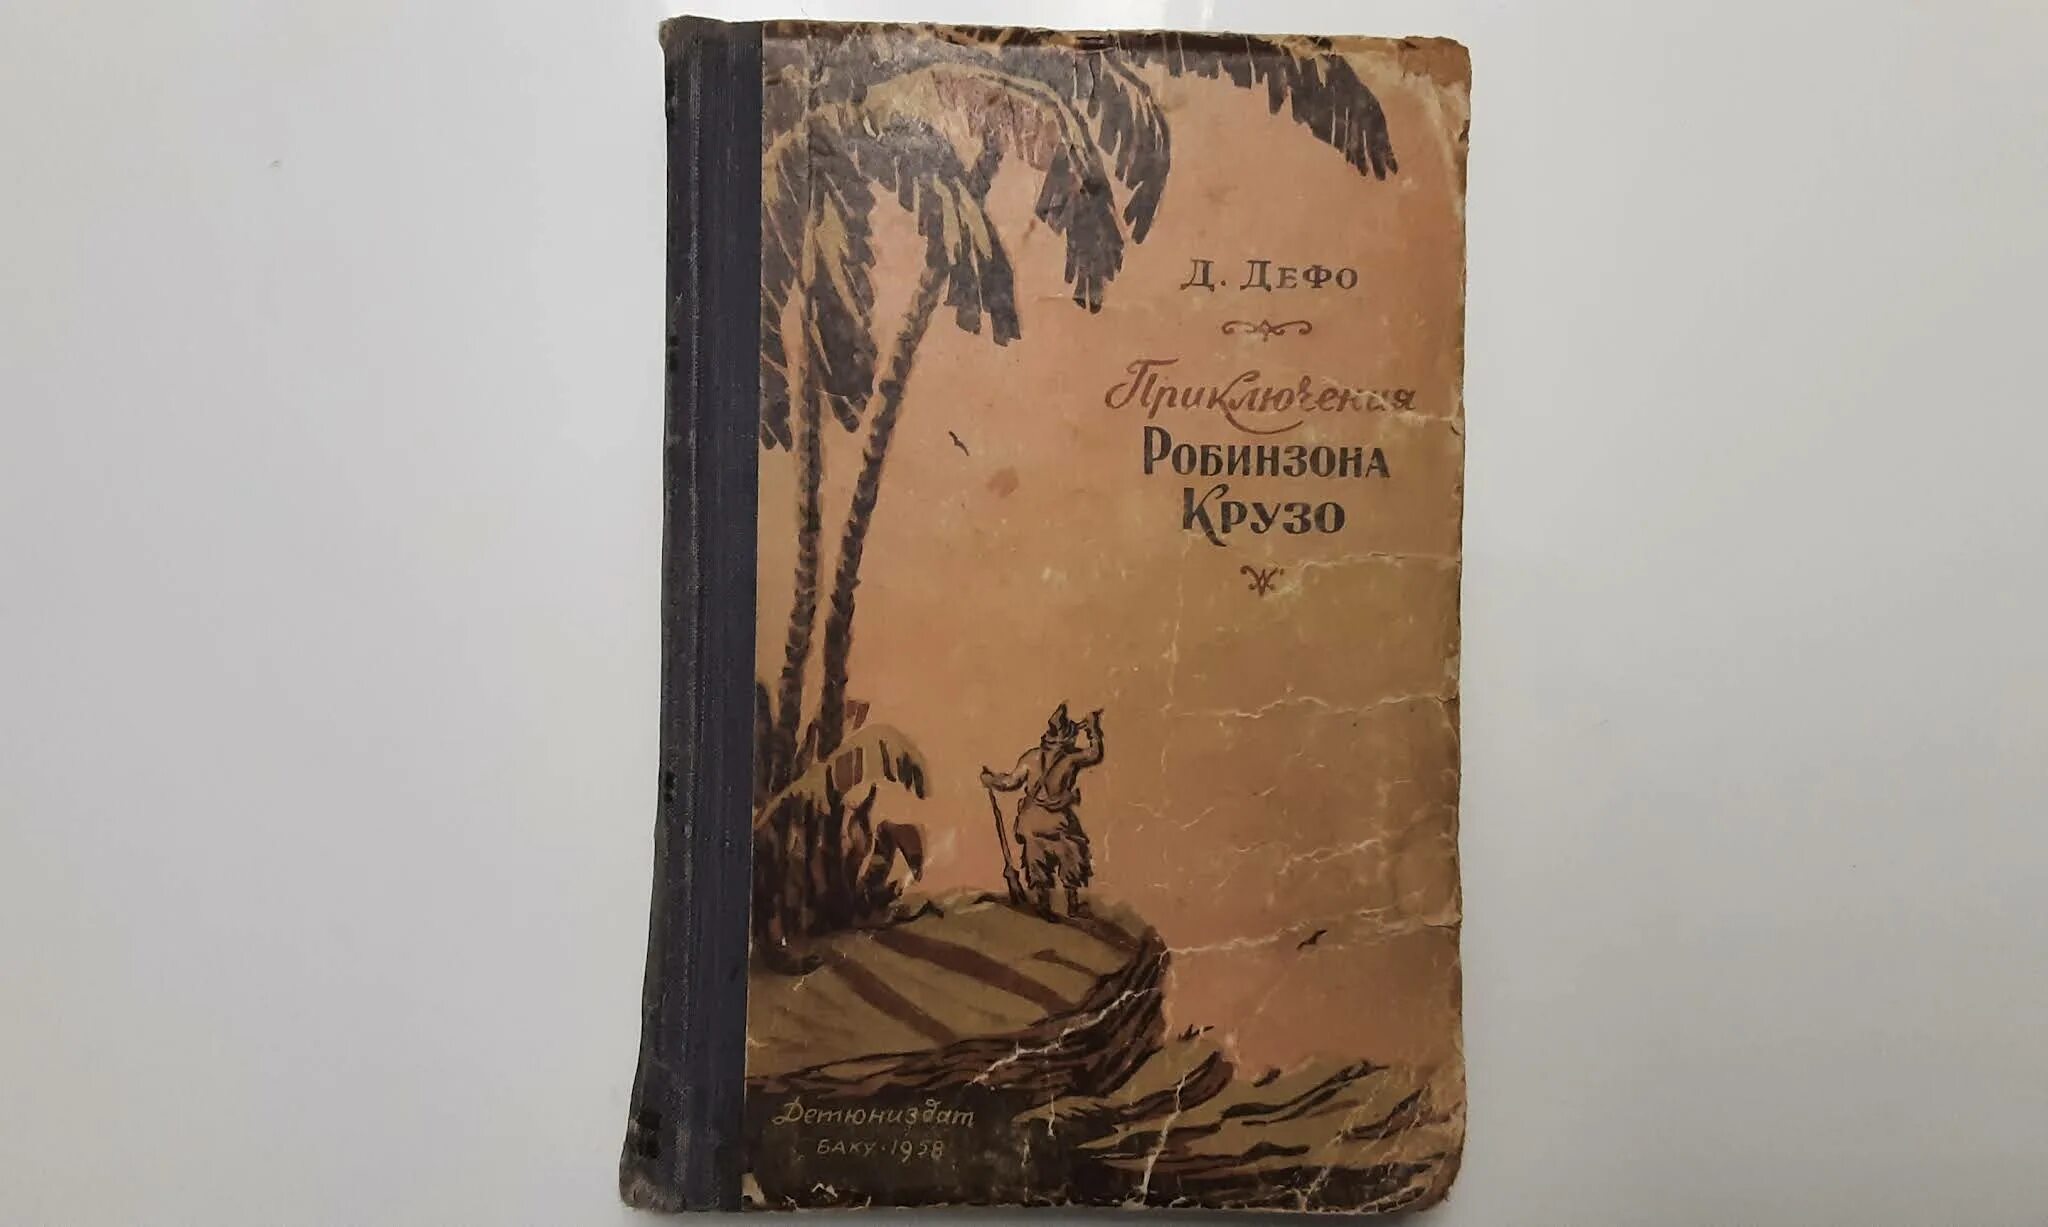 Д. Дефо
Приключения
Робинзона
Крузо
Детюниздат
Баку · 1958